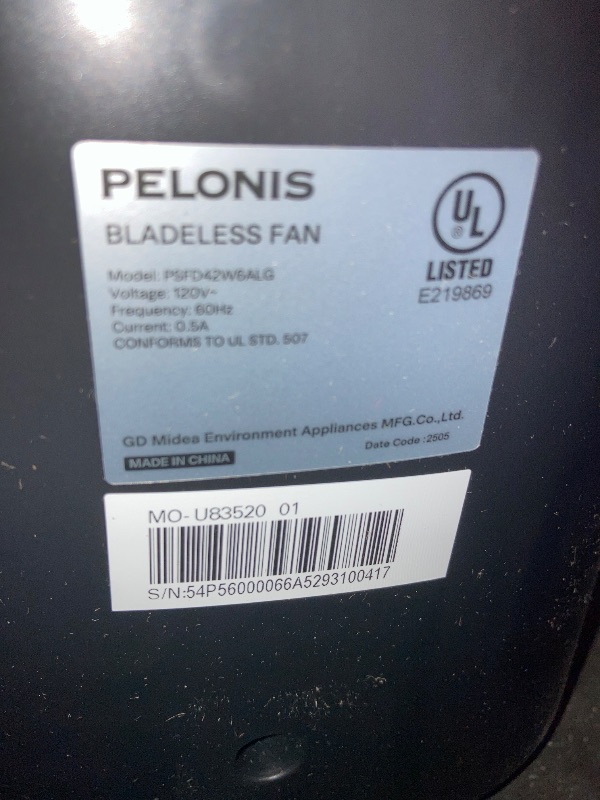 PELONIS
BLADELESS FAN
UL
®
LISTED
E219869
Model: PSFD42W6ALG
Voltage: 120V~
Frequency: 60Hz
Current: 0.5A
CONFORMS TO UL STD. 507
GD Midea Environment Appliances MFG.Co.,Ltd.
MADE IN CHINA
Date Code :2505
MO- U83520 01
S/N:54P56000066A5293100417